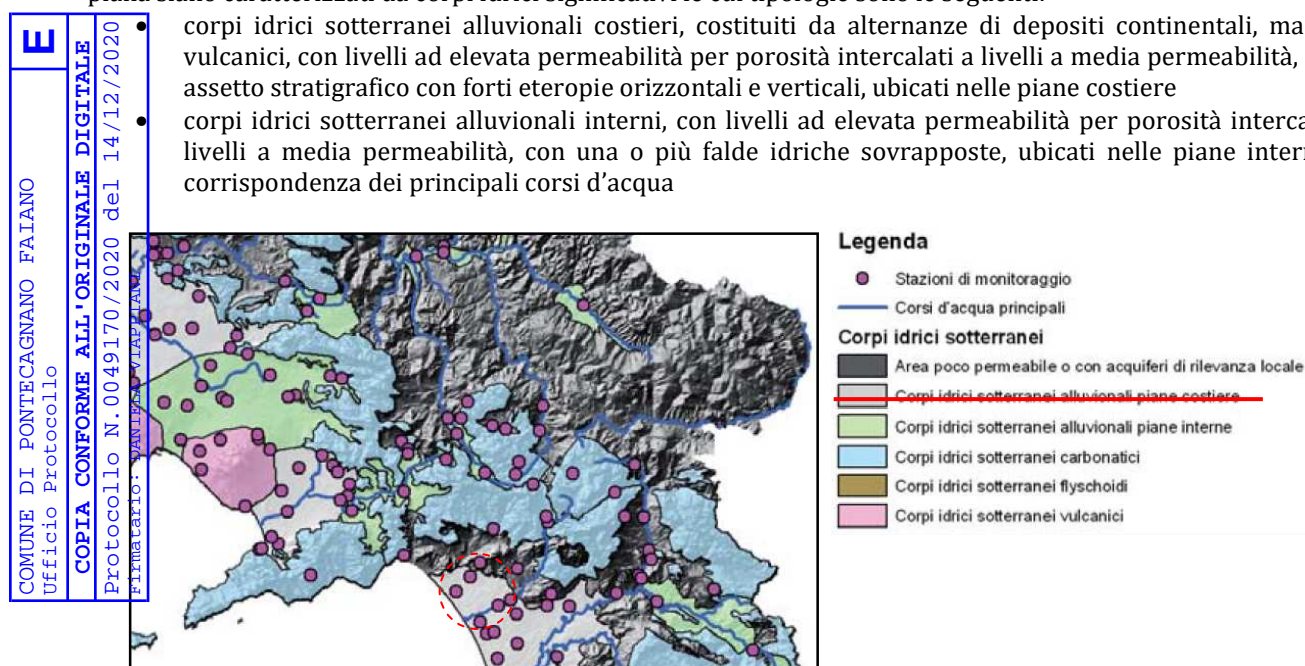 corpi idrici sotterranei alluvionali costieri, costituiti da alternanze di depositi continentali, ma
vulcanici, con livelli ad elevata permeabilità per porosità intercalati a livelli a media permeabilità,
assetto stratigrafico con forti eteropie orizzontali e verticali, ubicati nelle piane costiere
corpi idrici sotterranei alluvionali interni, con livelli ad elevata permeabilità per porosità interca
livelli a media permeabilità, con una o più falde idriche sovrapposte, ubicati nelle piane intern
corrispondenza dei principali corsi d'acqua
COMUNE DI PONTECAGNANO FAIANO
Ufficio Protocollo
E
COPIA CONFORME ALL'ORIGINALE DIGITALE
Protocollo N.0049170/2020 del 14/12/2020
Firmatario: DANIELA VIAPPIANI
Legenda
Stazioni di monitoraggio
Corsi d'acqua principali
Corpi idrici sotterranei
Area poco permeabile o con acquiferi di rilevanza locale
Corpi idrici sotterranei alluvionali piane costiere
Corpi idrici sotterranei alluvionali piane interne
Corpi idrici sotterranei carbonatici
Corpi idrici sotterranei flyschoidi
Corpi idrici sotterranei vulcanici